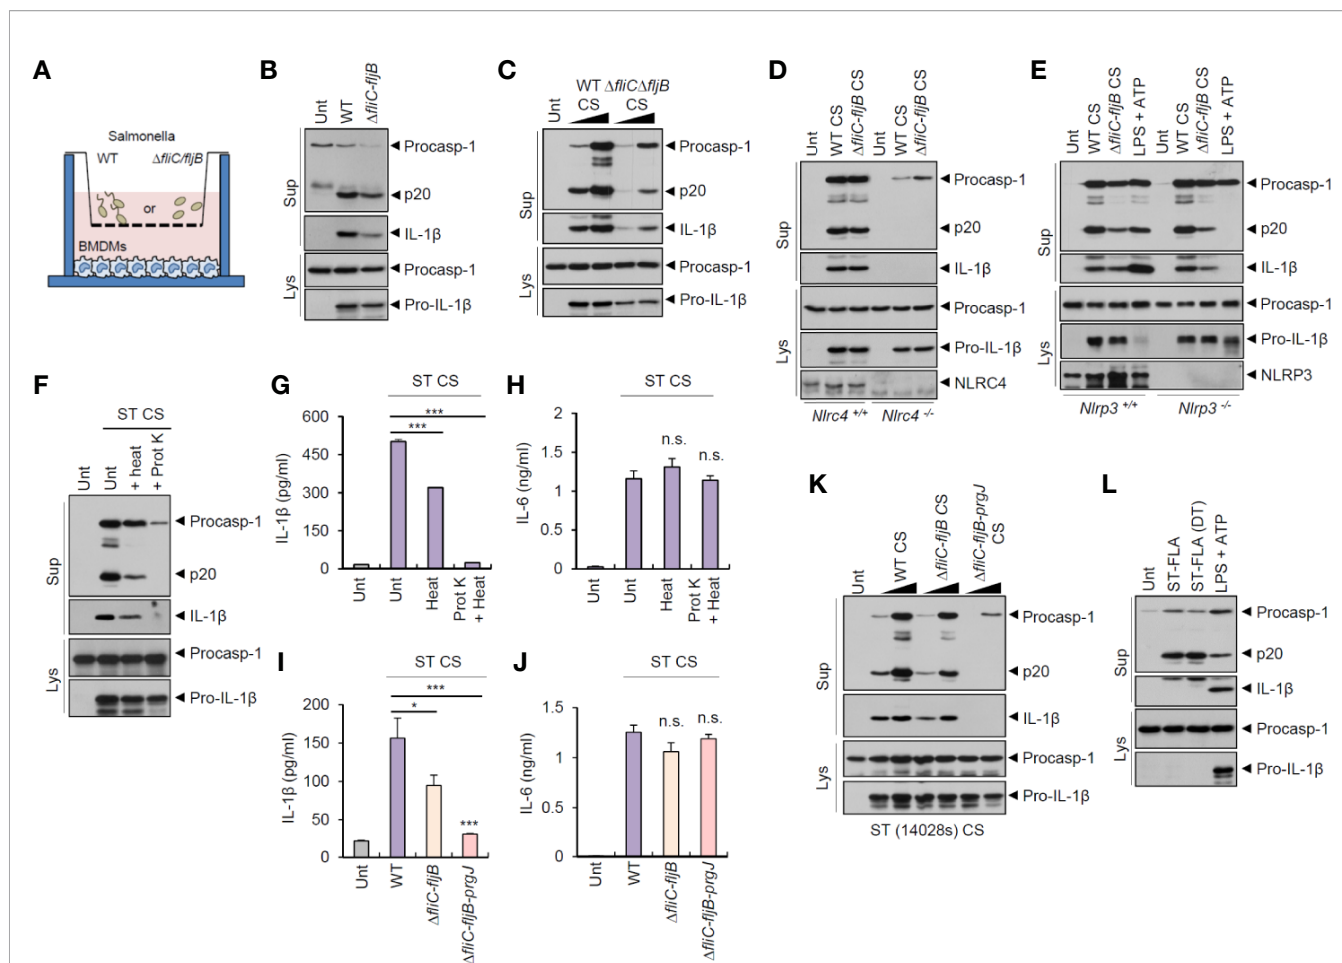 A
Salmonella
WT
ΔfliC/fljB
or
BMDMs
B
Unt
WT
ΔfliC-fljB
Procasp-1
p20
IL-1β
Procasp-1
Pro-IL-1β
Sup
Lys
C
WT ΔfliCΔfljB
Unt
CS
CS
Procasp-1
p20
IL-1β
Procasp-1
Pro-IL-1β
Sup
Lys
D
Unt
WT CS
ΔfliC-fljB CS
Unt
WT CS
ΔfliC-fljB CS
Procasp-1
p20
IL-1β
Procasp-1
Pro-IL-1β
NLRC4
Sup
Lys
Nlrc4 +/+
Nlrc4 -/-
E
Unt
WT CS
ΔfliC-fljB CS
LPS + ATP
Unt
WT CS
ΔfliC-fljB CS
LPS + ATP
Procasp-1
p20
IL-1β
Procasp-1
Pro-IL-1β
NLRP3
Sup
Lys
Nlrp3 +/+
Nlrp3 -/-
F
ST CS
Unt
Unt
+ heat
+ Prot K
Procasp-1
p20
IL-1β
Procasp-1
Pro-IL-1β
Sup
Lys
G
ST CS
***
***
600
450
300
150
0
IL-1β (pg/ml)
Unt
Unt
Heat
Prot K
+ Heat
H
ST CS
n.s.
n.s.
2
1.5
1
0.5
0
IL-6 (ng/ml)
Unt
Unt
Heat
Prot K
+ Heat
I
ST CS
***
*
***
200
150
100
50
0
IL-1β (pg/ml)
Unt
WT
ΔfliC-fljB
ΔfliC-fljB-prgJ
J
ST CS
n.s.
n.s.
1.5
1
0.5
0
IL-6 (ng/ml)
Unt
WT
ΔfliC-fljB
ΔfliC-fljB-prgJ
K
Unt
WT CS
ΔfliC-fljB CS
ΔfliC-fljB-prgJ
CS
Procasp-1
p20
IL-1β
Procasp-1
Pro-IL-1β
Sup
Lys
ST (14028s) CS
L
Unt
ST-FLA
ST-FLA (DT)
LPS + ATP
Procasp-1
p20
IL-1β
Procasp-1
Pro-IL-1β
Sup
Lys